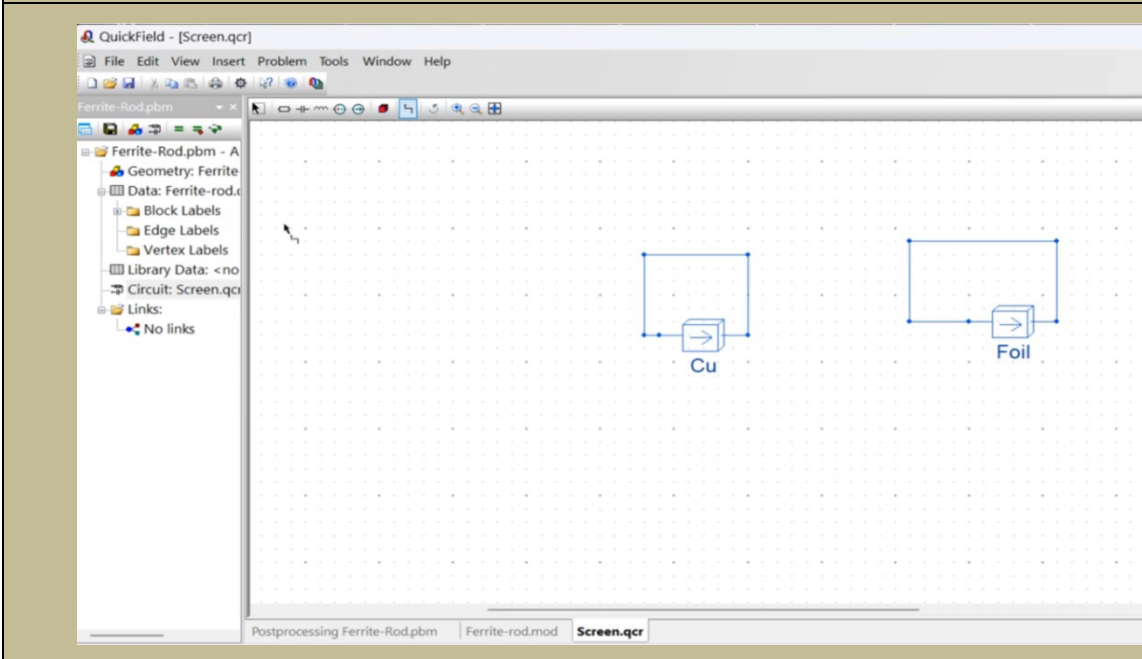 QuickField - [Screen.qcr]
File Edit View Insert Problem Tools Window Help
Ferrite-Rod.pbm
Ferrite-Rod.pbm - A
Geometry: Ferrite
Data: Ferrite-rod.
Block Labels
Edge Labels
Vertex Labels
Library Data: <no
Circuit: Screen.qcr
Links:
No links
Cu
Foil
Postprocessing Ferrite-Rod.pbm Ferrite-rod.mod Screen.qcr